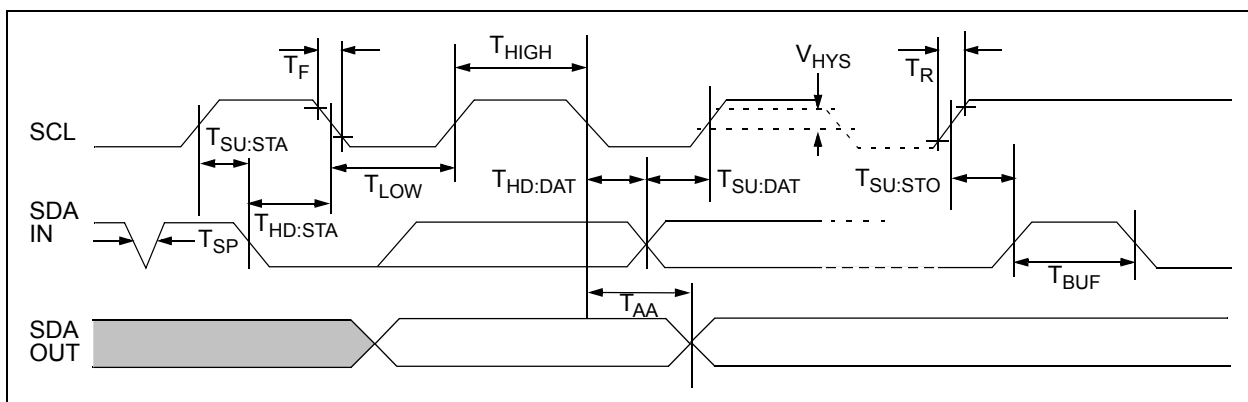 T_F
T_HIGH
V_HYS
T_R
SCL
T_SU:STA
T_LOW
T_HD:DAT
T_SU:DAT
T_SU:STO
SDA
IN
T_SP
T_HD:STA
T_BUF
T_AA
SDA
OUT